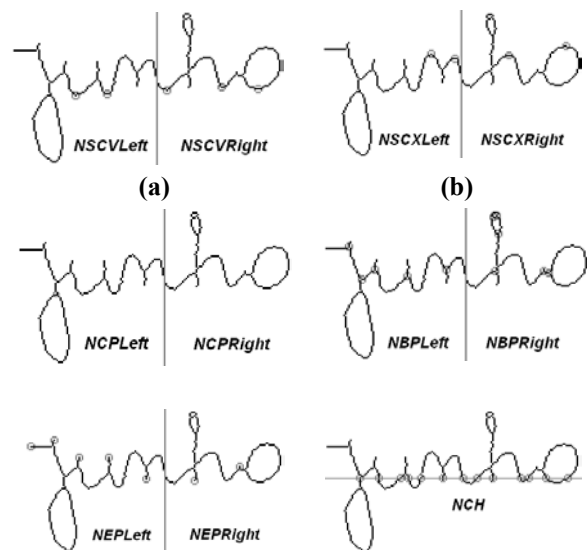 NSCVLeft NSCVRight
NSCXLeft NSCXRight
(a) (b)
NCPLeft NCPRight
NBPLeft NBPRight
NEPLeft NEPRight
NCH